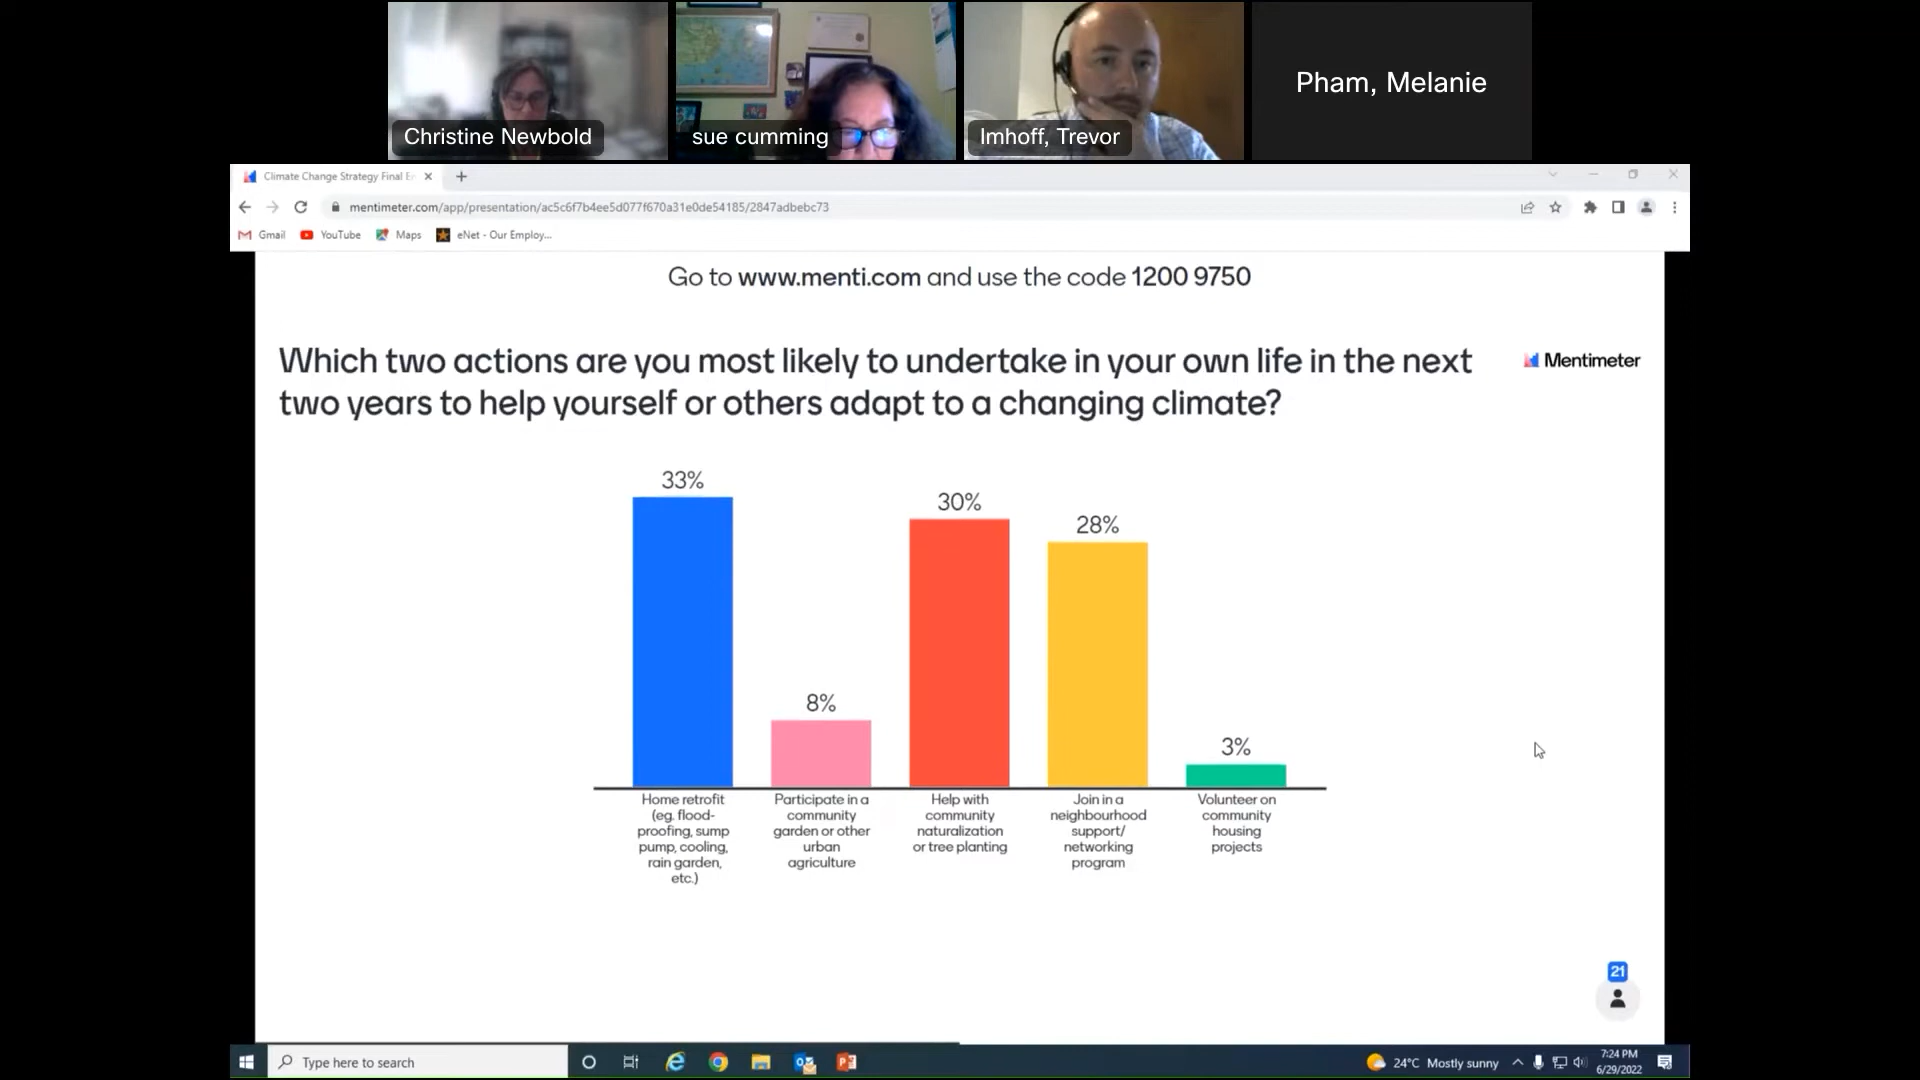 Christine Newbold
sue cumming
Imhoff, Trevor
Pham, Melanie
Climate Change Strategy Final E
mentimeter.com/app/presentation/ac5c6f7b4ee5d077f670a31e0de54185/2847adbebc73
Gmail
YouTube
Maps
eNet - Our Employ...
Go to www.menti.com and use the code 1200 9750
Which two actions are you most likely to undertake in your own life in the next
two years to help yourself or others adapt to a changing climate?
Mentimeter
33%
8%
30%
28%
3%
Home retrofit
(eg. flood-
proofing, sump
pump, cooling,
rain garden,
etc.)
Participate in a
community
garden or other
urban
agriculture
Help with
community
naturalization
or tree planting
Join in a
neighbourhood
support/
networking
program
Volunteer on
community
housing
projects
21
Type here to search
24°C Mostly sunny
7:24 PM
6/29/2022